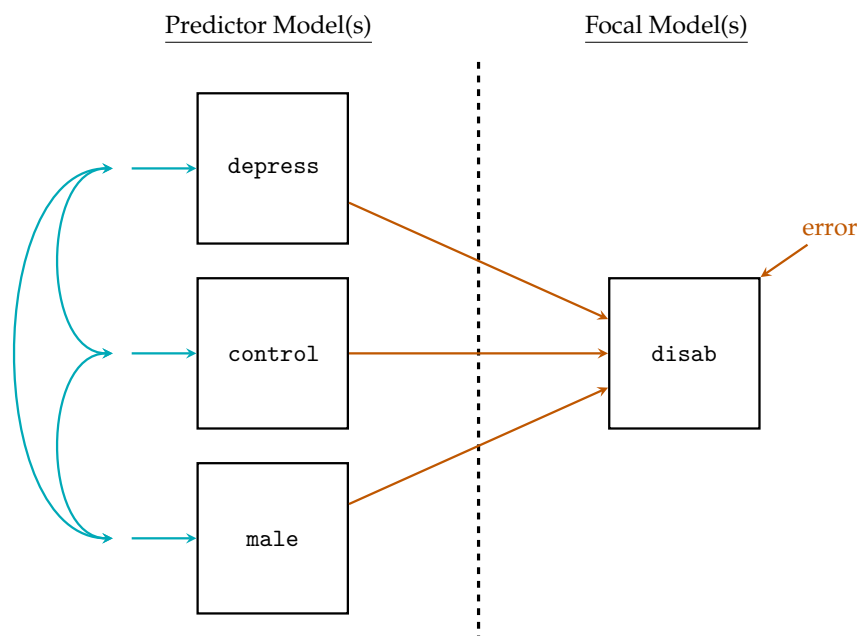 Predictor Model(s)
Focal Model(s)
depress
error
control
disab
male